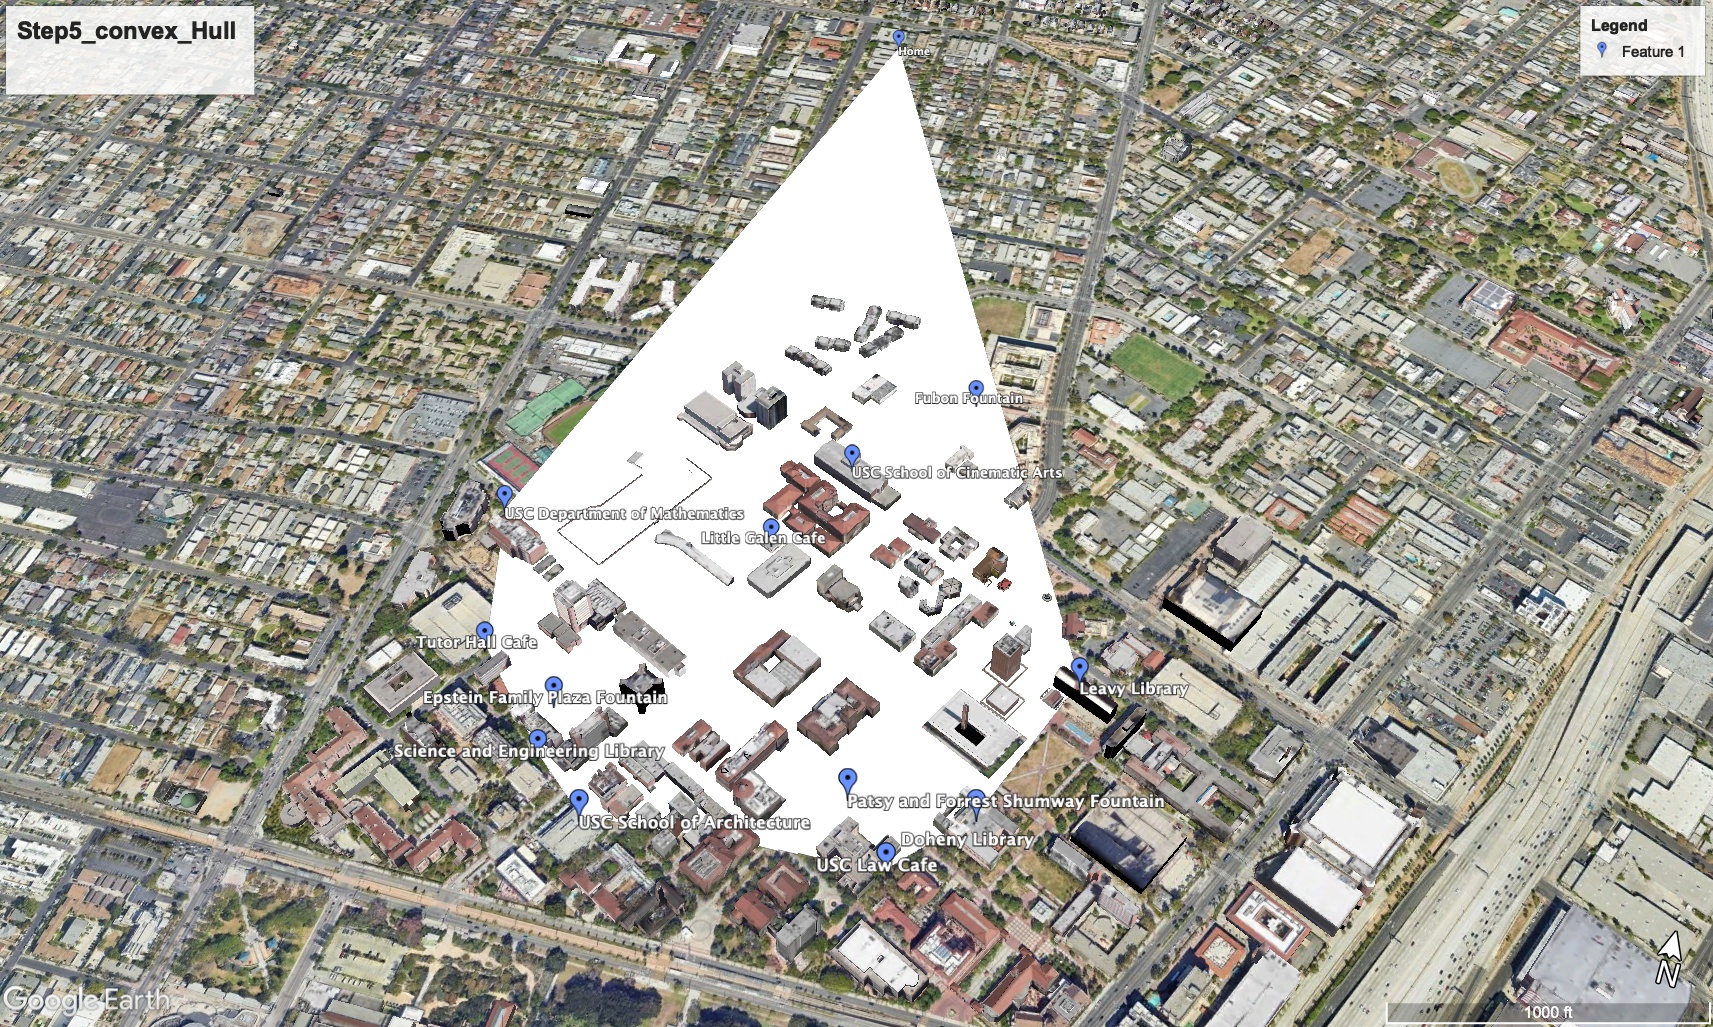 Step5_convex_Hull
Legend
Feature 1
Home
Fubon Fountain
USC School of Cinematic Arts
USC Department of Mathematics
Little Galen Cafe
Tutor Hall Cafe
Epstein Family Plaza Fountain
Leavy Library
Science and Engineering Library
Patsy and Forrest Shumway Fountain
USC School of Architecture
Doheny Library
USC Law Cafe
N
Google Earth
1000 ft